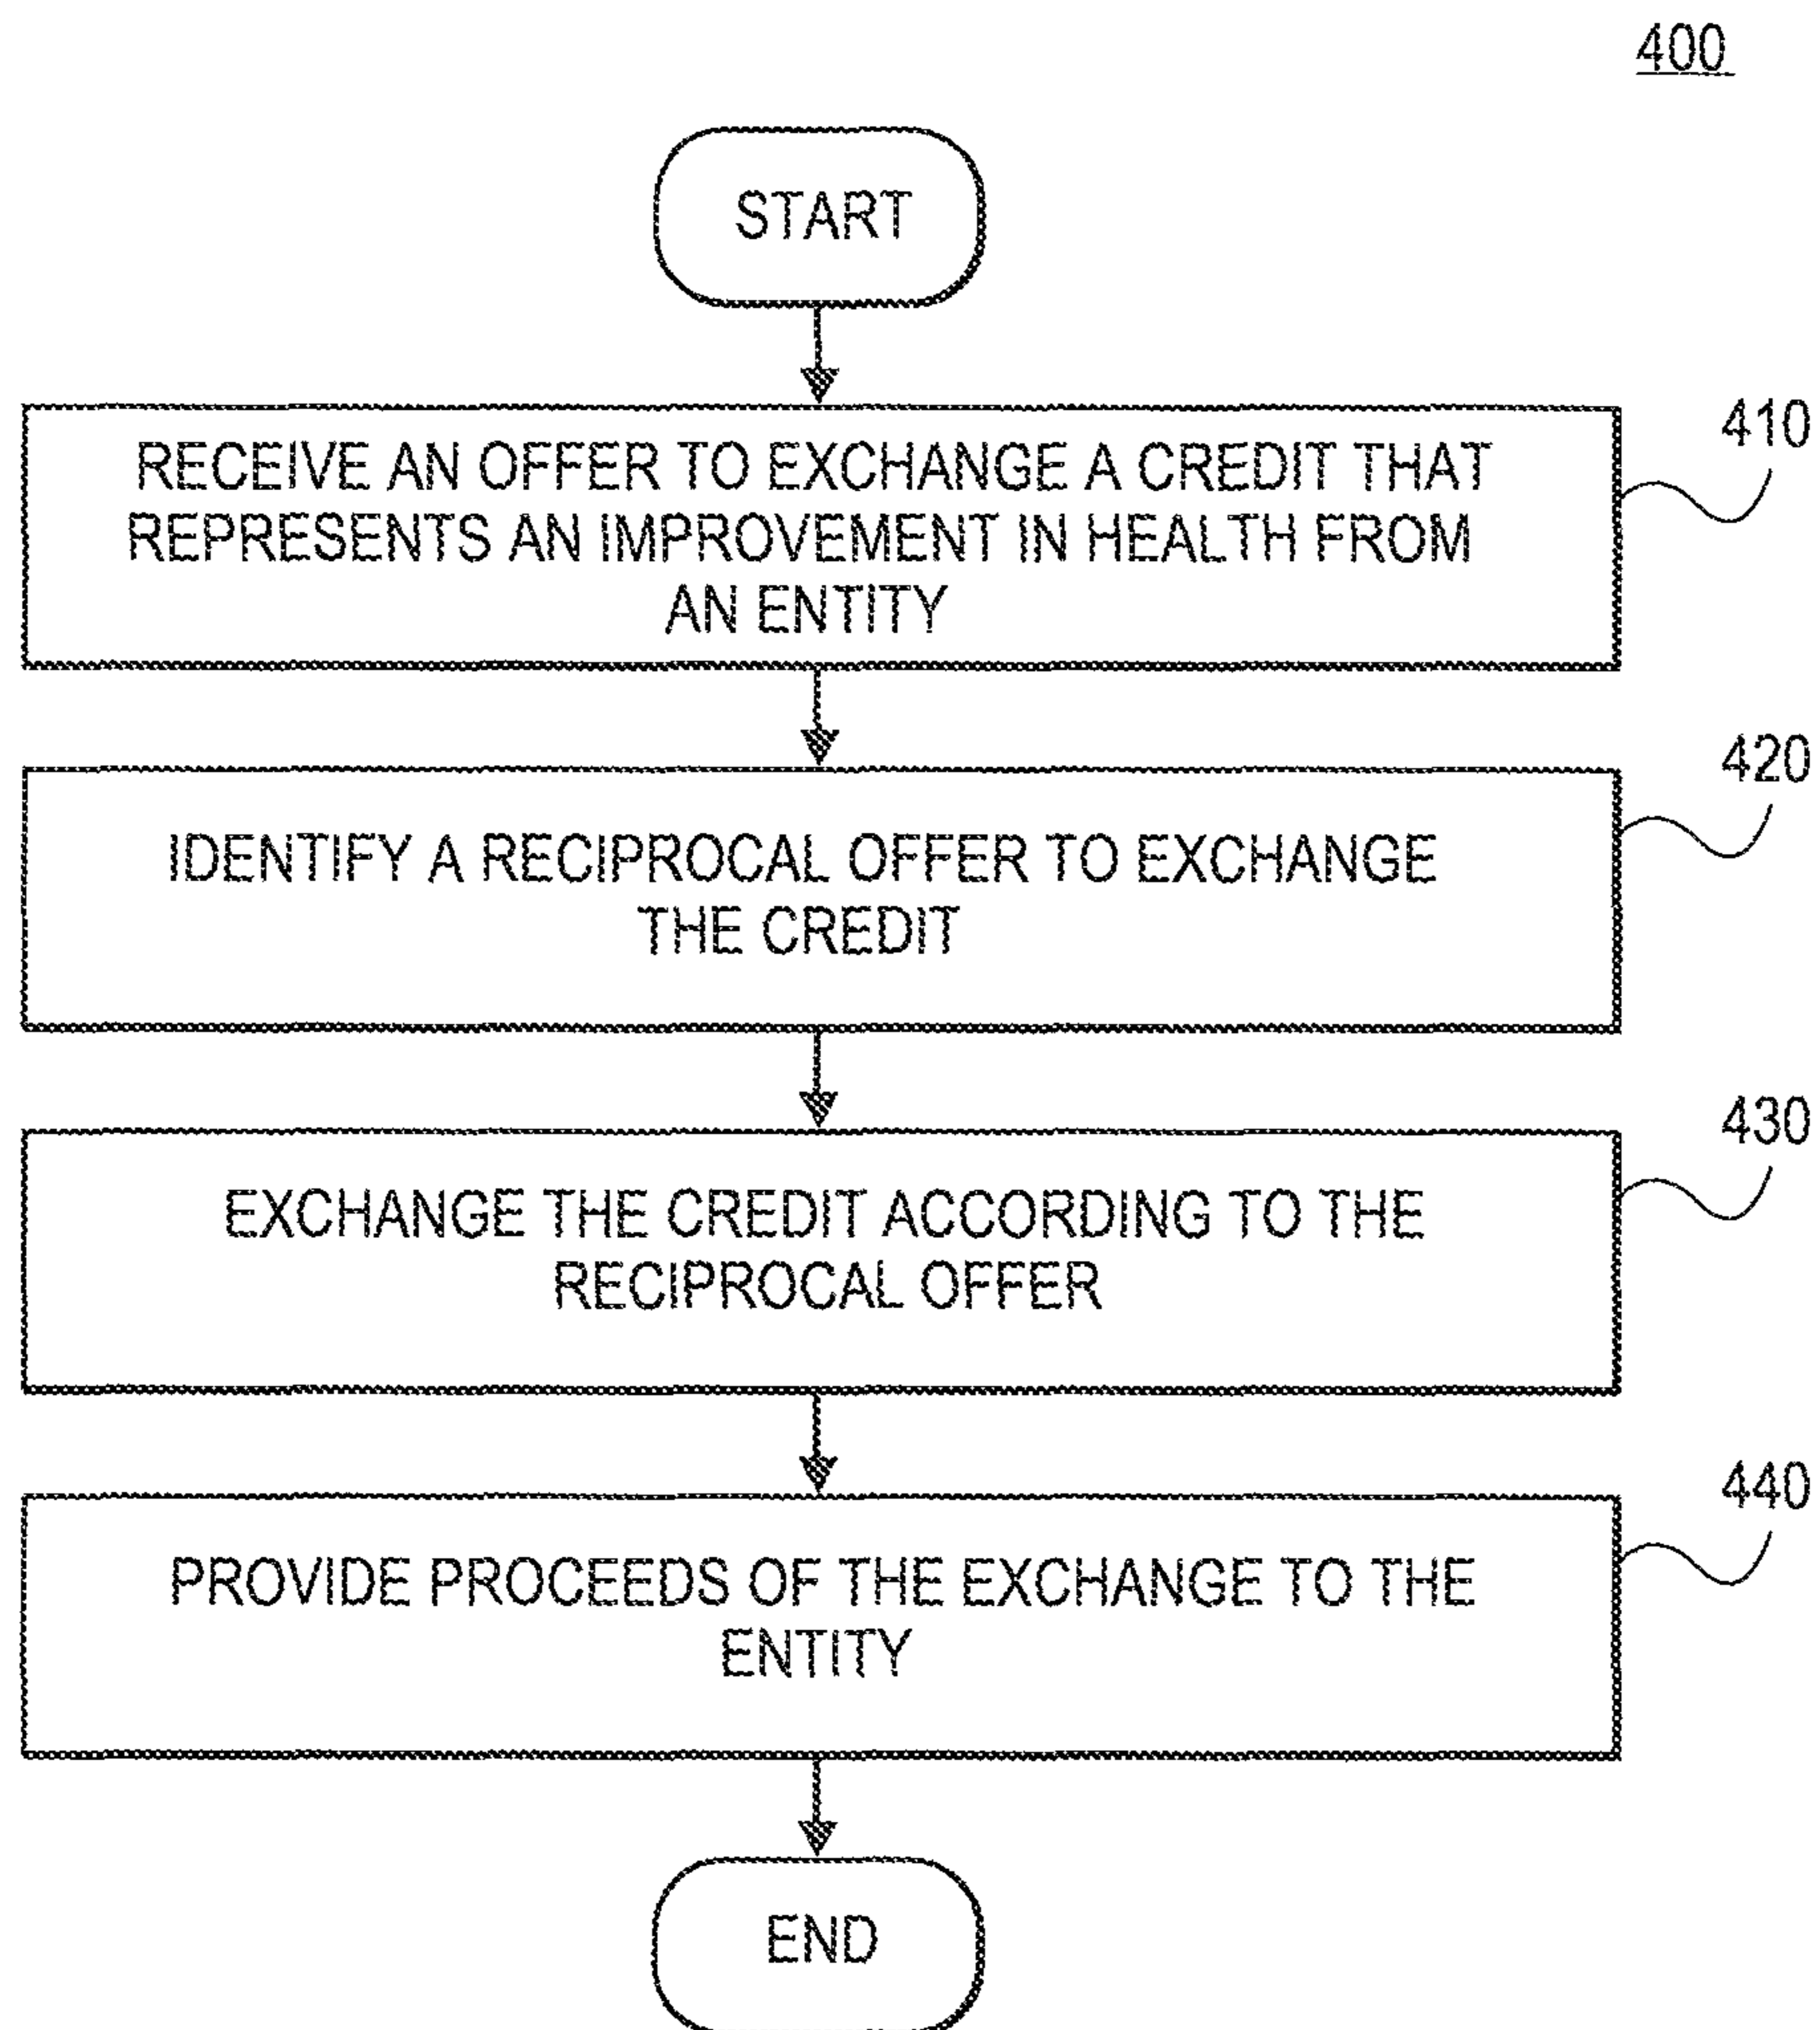 400
START
RECEIVE AN OFFER TO EXCHANGE A CREDIT THAT
REPRESENTS AN IMPROVEMENT IN HEALTH FROM
AN ENTITY
410
IDENTIFY A RECIPROCAL OFFER TO EXCHANGE
THE CREDIT
420
EXCHANGE THE CREDIT ACCORDING TO THE
RECIPROCAL OFFER
430
PROVIDE PROCEEDS OF THE EXCHANGE TO THE
ENTITY
440
END